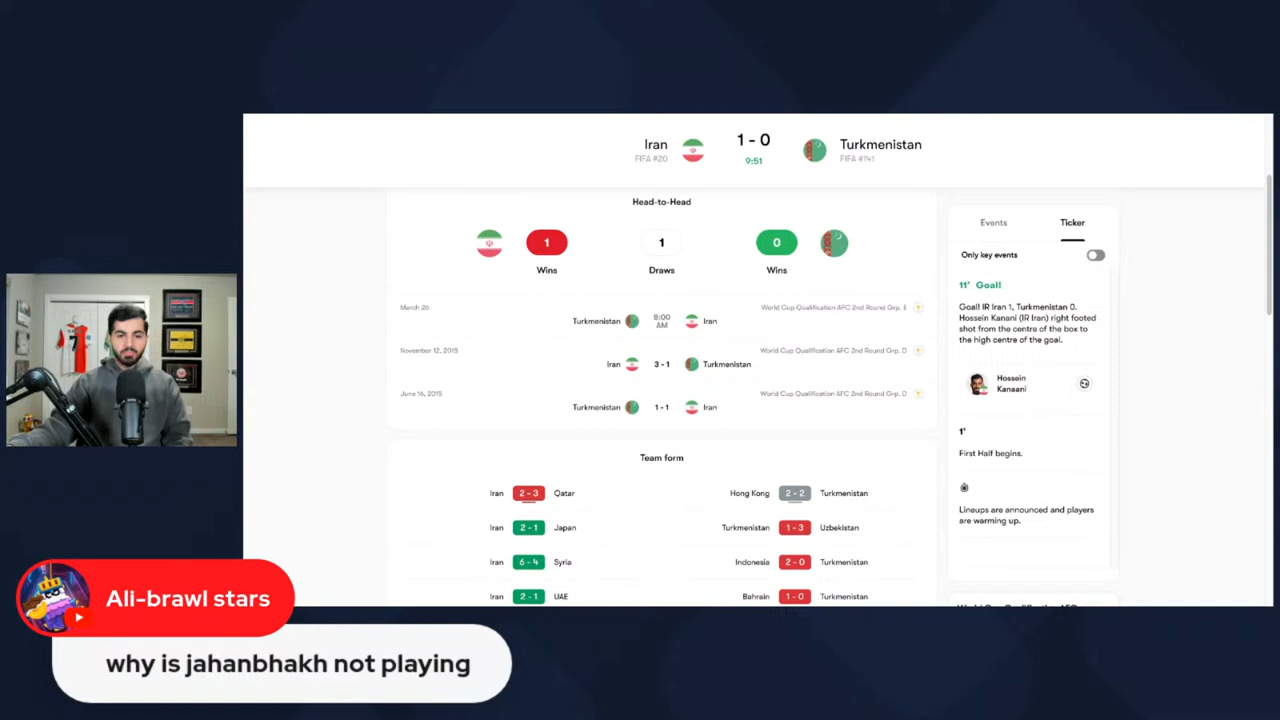 Iran
FIFA #20
1 - 0
9:51
Turkmenistan
FIFA #141
Head-to-Head
1
1
0
Wins
Draws
Wins
March 26
World Cup Qualification AFC 2nd Round Grp. E
Turkmenistan 8:00 AM Iran
November 12, 2015
World Cup Qualification AFC 2nd Round Grp. D
Iran 3 - 1 Turkmenistan
June 16, 2015
World Cup Qualification AFC 2nd Round Grp. D
Turkmenistan 1 - 1 Iran
Team form
Iran 2 - 3 Qatar
Hong Kong 2 - 2 Turkmenistan
Iran 2 - 1 Japan
Turkmenistan 1 - 3 Uzbekistan
Iran 6 - 4 Syria
Indonesia 2 - 0 Turkmenistan
Iran 2 - 1 UAE
Bahrain 1 - 0 Turkmenistan
Events Ticker
Only key events
11' Goal!
Goal! IR Iran 1, Turkmenistan 0.
Hossein Kanani (IR Iran) right footed
shot from the centre of the box to
the high centre of the goal.
Hossein
Kanaani
1'
First Half begins.
Lineups are announced and players
are warming up.
Ali-brawl stars
why is jahanbhakh not playing